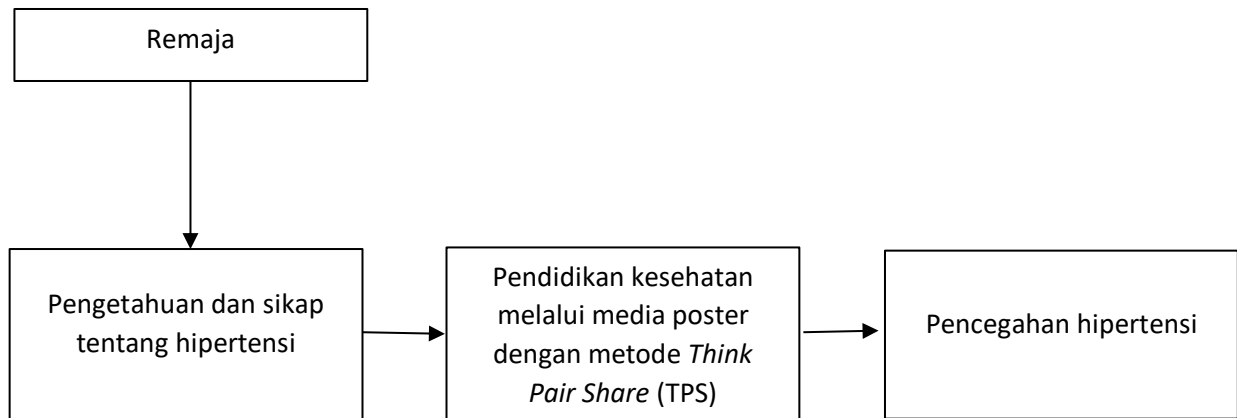 Remaja
Pengetahuan dan sikap
tentang hipertensi
Pendidikan kesehatan
melalui media poster
dengan metode Think
Pair Share (TPS)
Pencegahan hipertensi